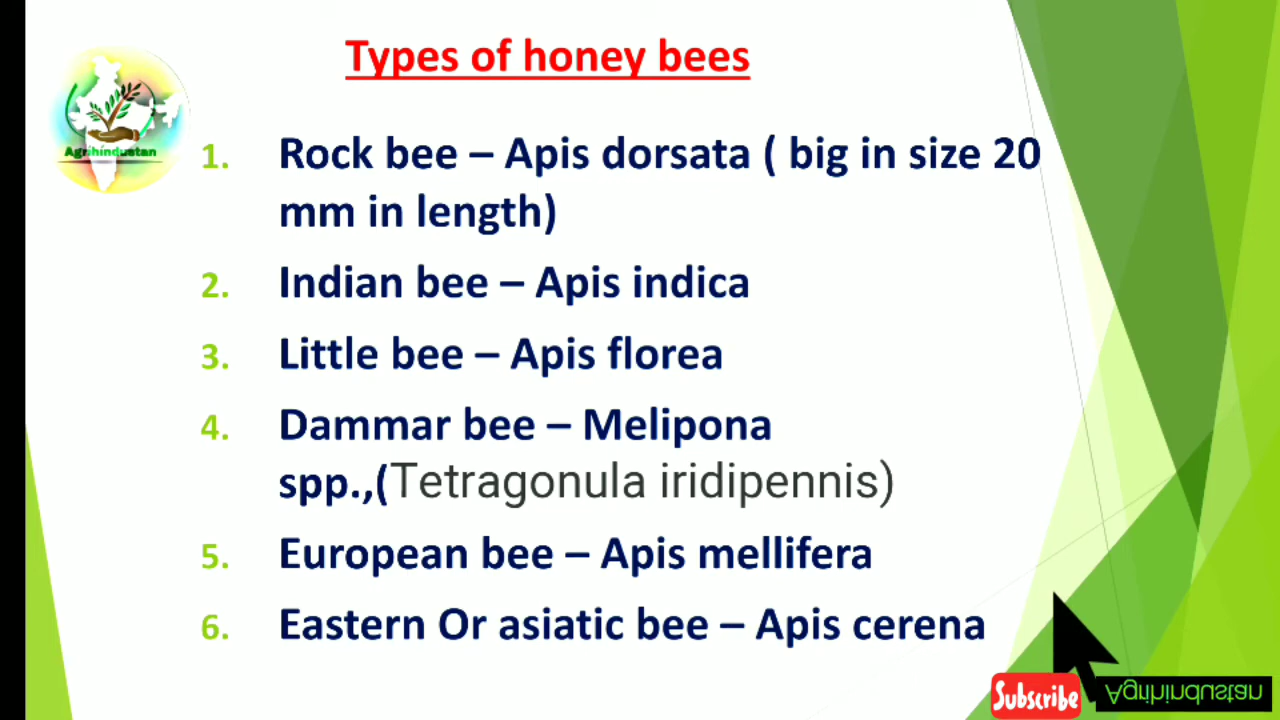 Types of honey bees
Agrihindustan
1. Rock bee – Apis dorsata ( big in size 20
mm in length)
2. Indian bee – Apis indica
3. Little bee – Apis florea
4. Dammar bee – Melipona
spp.,(Tetragonula iridipennis)
5. European bee – Apis mellifera
6. Eastern Or asiatic bee – Apis cerena
Subscribe
Agrihindustan